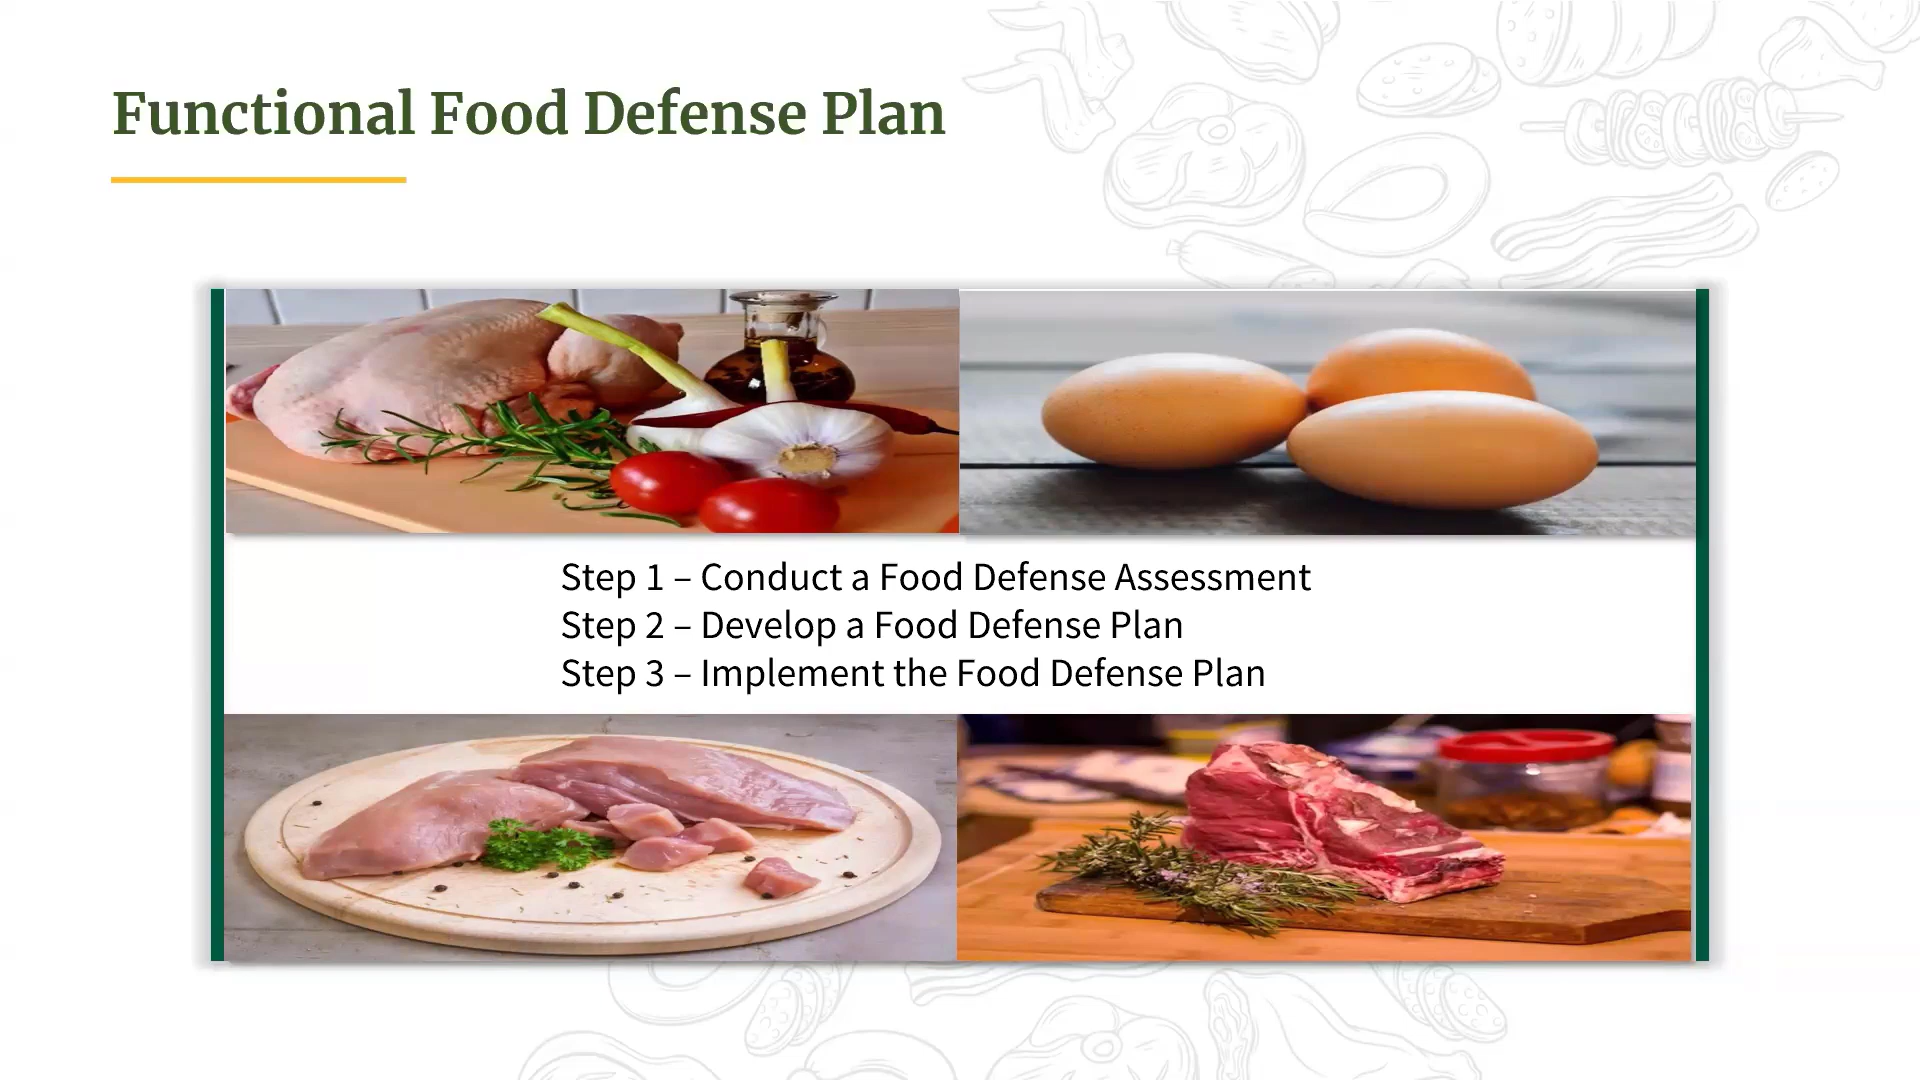 Functional Food Defense Plan
Step 1 – Conduct a Food Defense Assessment
Step 2 – Develop a Food Defense Plan
Step 3 – Implement the Food Defense Plan